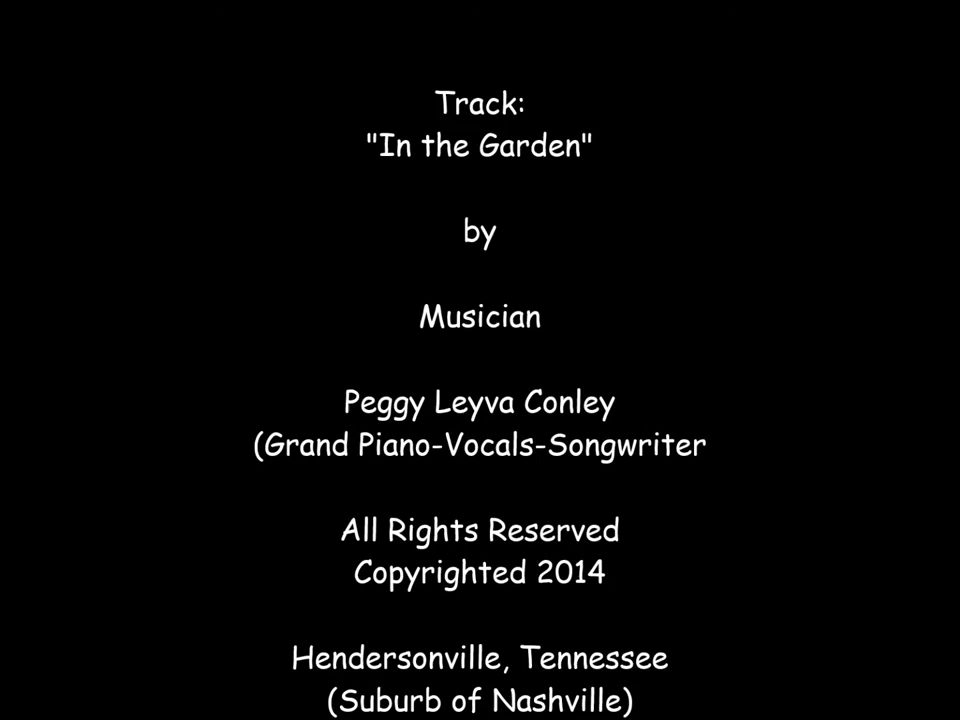 Track:
"In the Garden"
by
Musician
Peggy Leyva Conley
(Grand Piano-Vocals-Songwriter
All Rights Reserved
Copyrighted 2014
Hendersonville, Tennessee
(Suburb of Nashville)